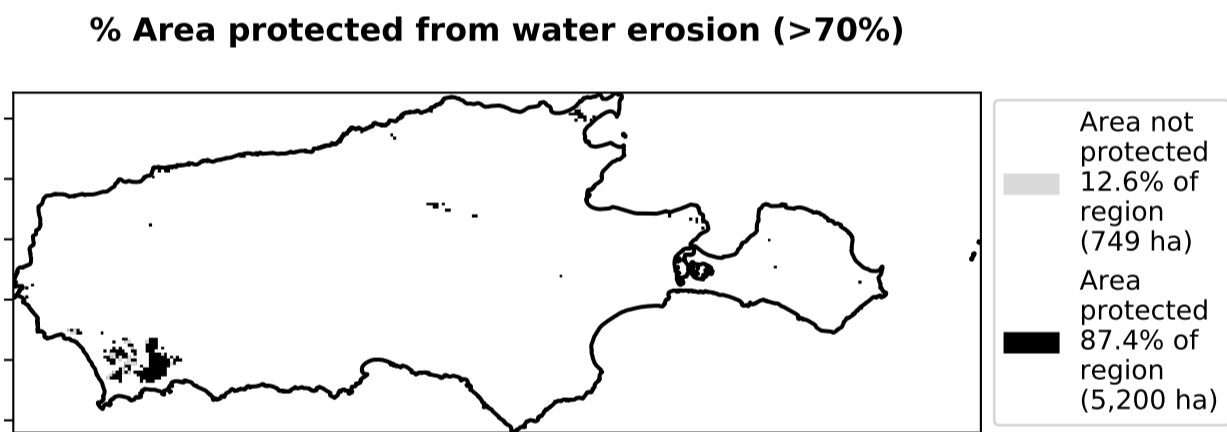 % Area protected from water erosion (>70%)
Area not
protected
12.6% of
region
(749 ha)
Area
protected
87.4% of
region
(5,200 ha)